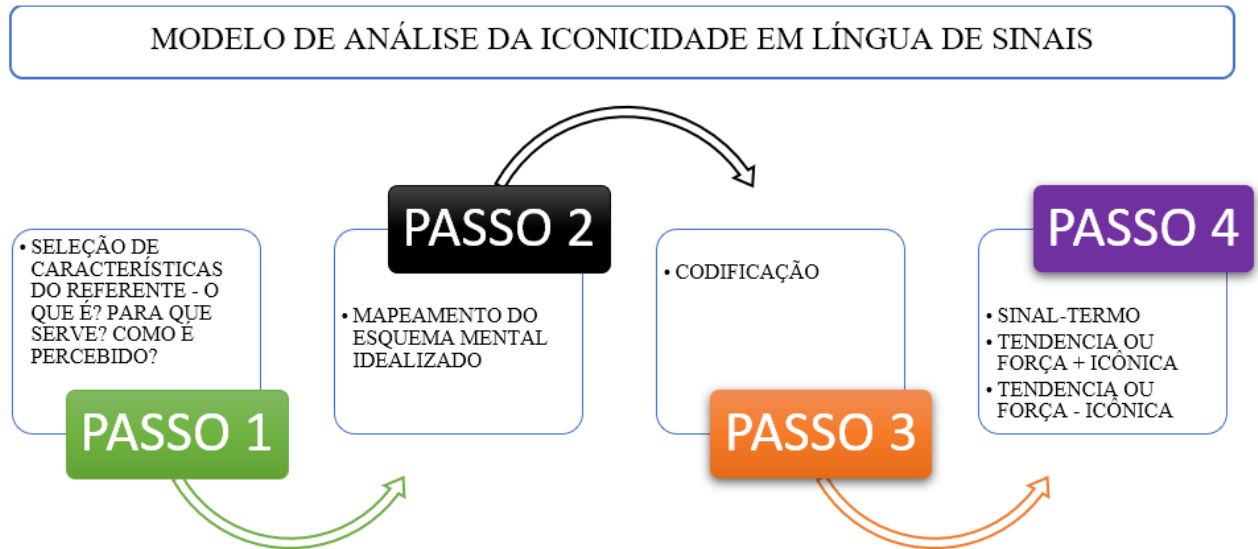 MODELO DE ANÁLISE DA ICONICIDADE EM LÍNGUA DE SINAIS
• SELEÇÃO DE
CARACTERÍSTICAS
DO REFERENTE - O
QUE É? PARA QUE
SERVE? COMO É
PERCEBIDO?
PASSO 1
PASSO 2
• MAPEAMENTO DO
ESQUEMA MENTAL
IDEALIZADO
• CODIFICAÇÃO
PASSO 3
PASSO 4
• SINAL-TERMO
• TENDENCIA OU
FORÇA + ICÔNICA
• TENDENCIA OU
FORÇA - ICÔNICA